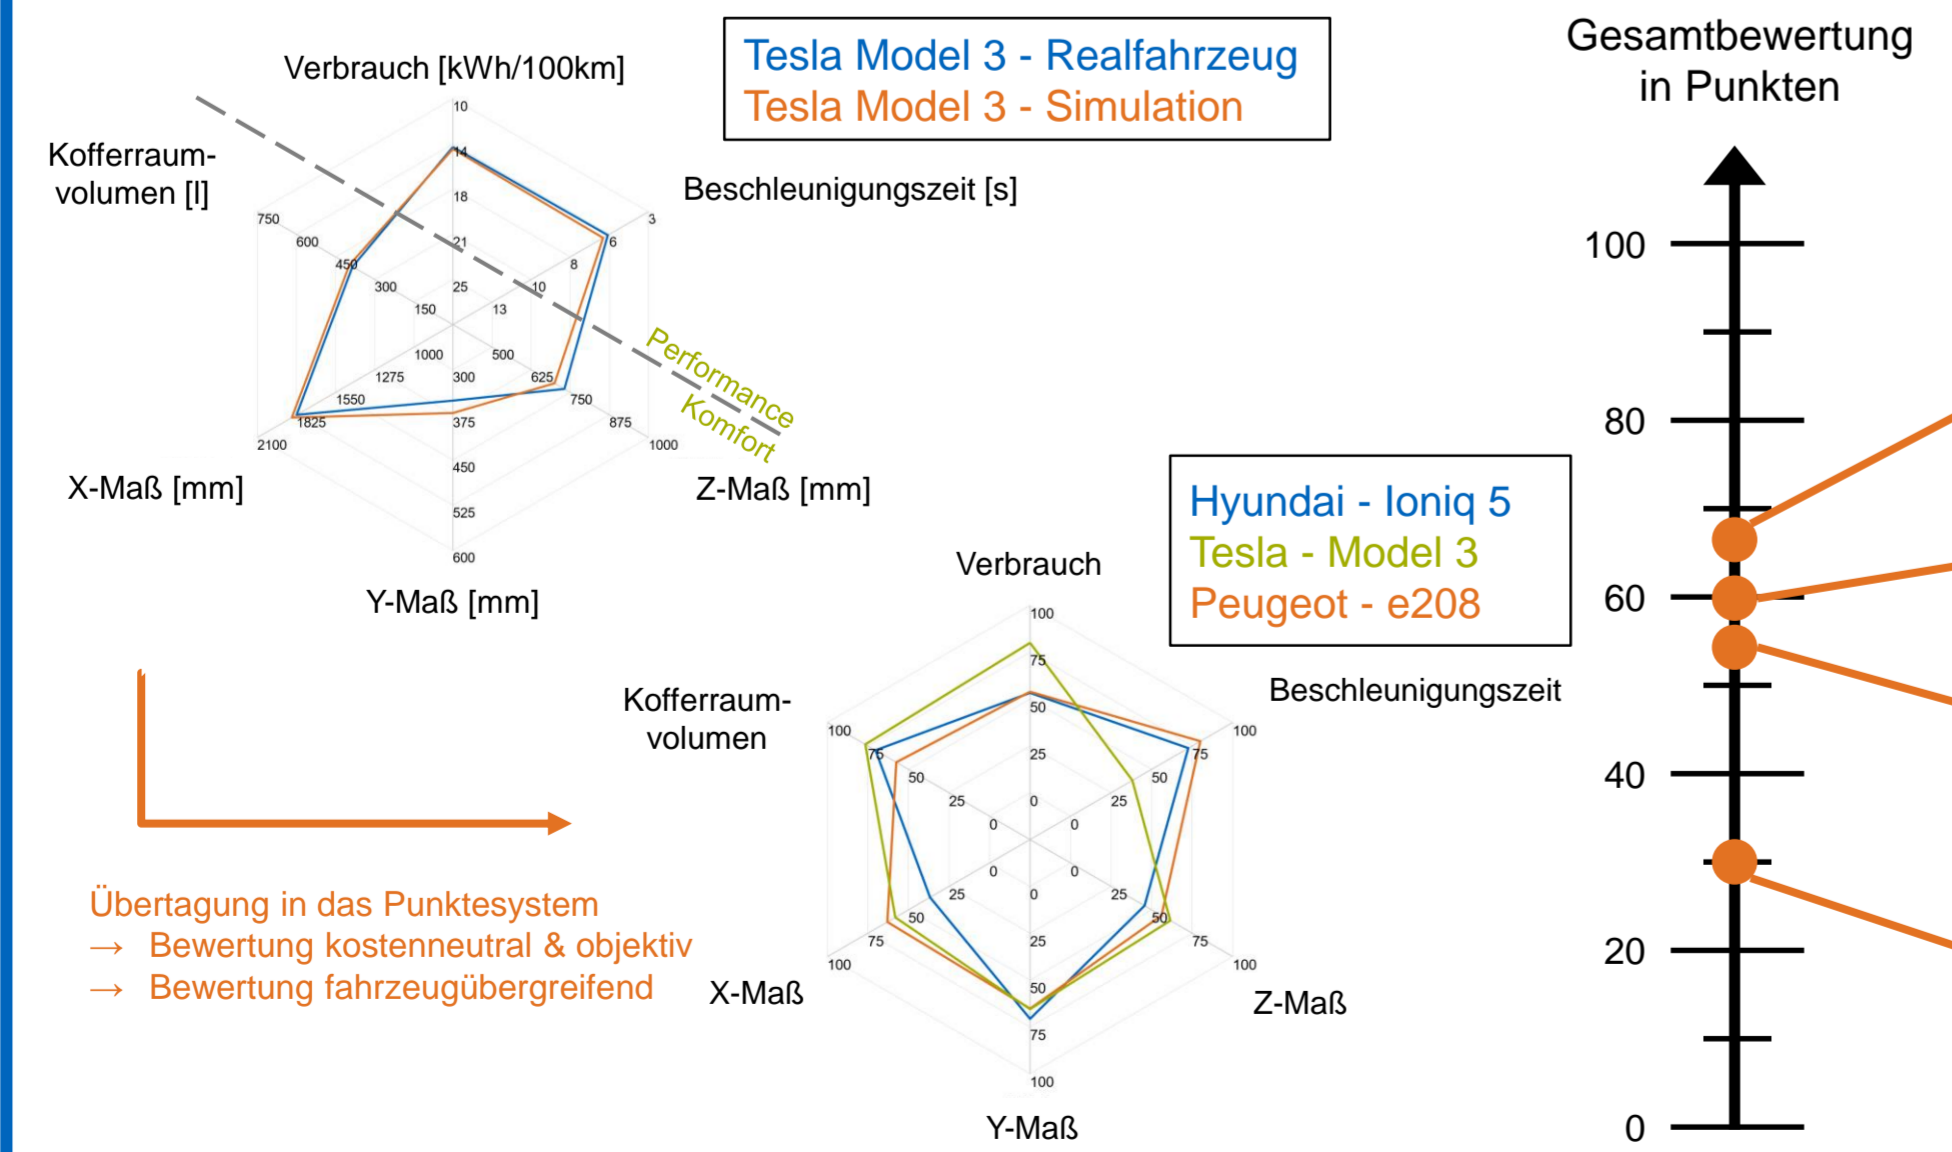 Verbrauch [kWh/100km]
Kofferraum-
volumen [l]
Beschleunigungszeit [s]
X-Maß [mm]
Z-Maß [mm]
Y-Maß [mm]
10
14
18
21
25
3
6
8
10
13
750
600
450
300
150
1000
1275
1550
1825
2100
500
625
750
875
1000
300
375
450
525
600
Performance
Komfort
Tesla Model 3 - Realfahrzeug
Tesla Model 3 - Simulation
Hyundai - Ioniq 5
Tesla - Model 3
Peugeot - e208
Verbrauch
Kofferraum-
volumen
Beschleunigungszeit
X-Maß
Z-Maß
Y-Maß
100
75
50
25
0
100
75
50
25
0
100
75
50
25
0
0
25
50
75
100
0
25
50
75
100
0
25
50
75
100
Übertagung in das Punktesystem
→ Bewertung kostenneutral & objektiv
→ Bewertung fahrzeugübergreifend
Gesamtbewertung
in Punkten
100
80
60
40
20
0